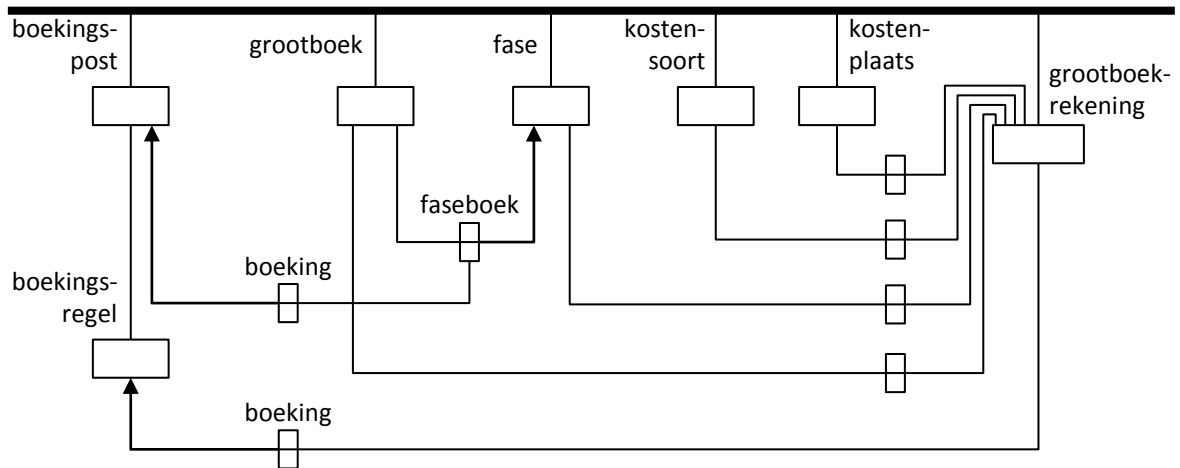 boekings-
post
grootboek
fase
kosten-
soort
kosten-
plaats
grootboek-
rekening
faseboek
boeking
boekings-
regel
boeking